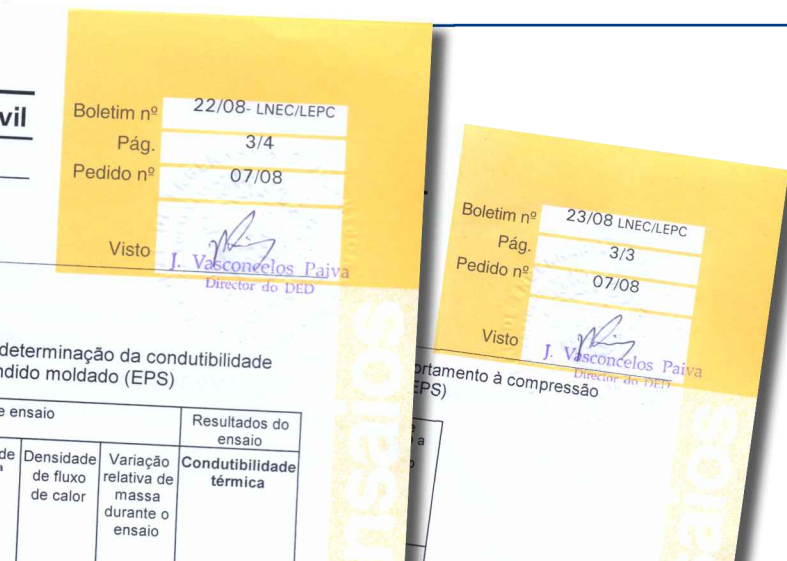 vil
Boletim nº 22/08- LNEC/LEPC
Pág. 3/4
Pedido nº 07/08
Visto
J. Vasconcelos Paiva
Director do DED
determinação da condutibilidade
ndido moldado (EPS)
e ensaio
Resultados do
ensaio
de
Densidade
de fluxo
de calor
Variação
relativa de
massa
durante o
ensaio
Condutibilidade
térmica
nsaios
Boletim nº 23/08 LNEC/LEPC
Pág. 3/3
Pedido nº 07/08
Visto
J. Vasconcelos Paiva
Director do DED
ortamento à compressão
EPS)
e
a
o
saios